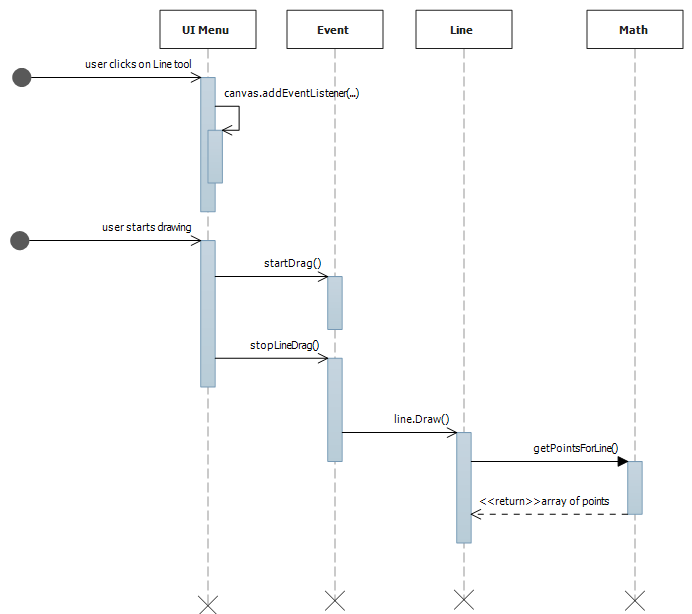 UI Menu
Event
Line
Math
user clicks on Line tool
canvas.addEventListener(...)
user starts drawing
startDrag()
stopLineDrag()
line.Draw()
getPointsForLine()
<<return>>array of points